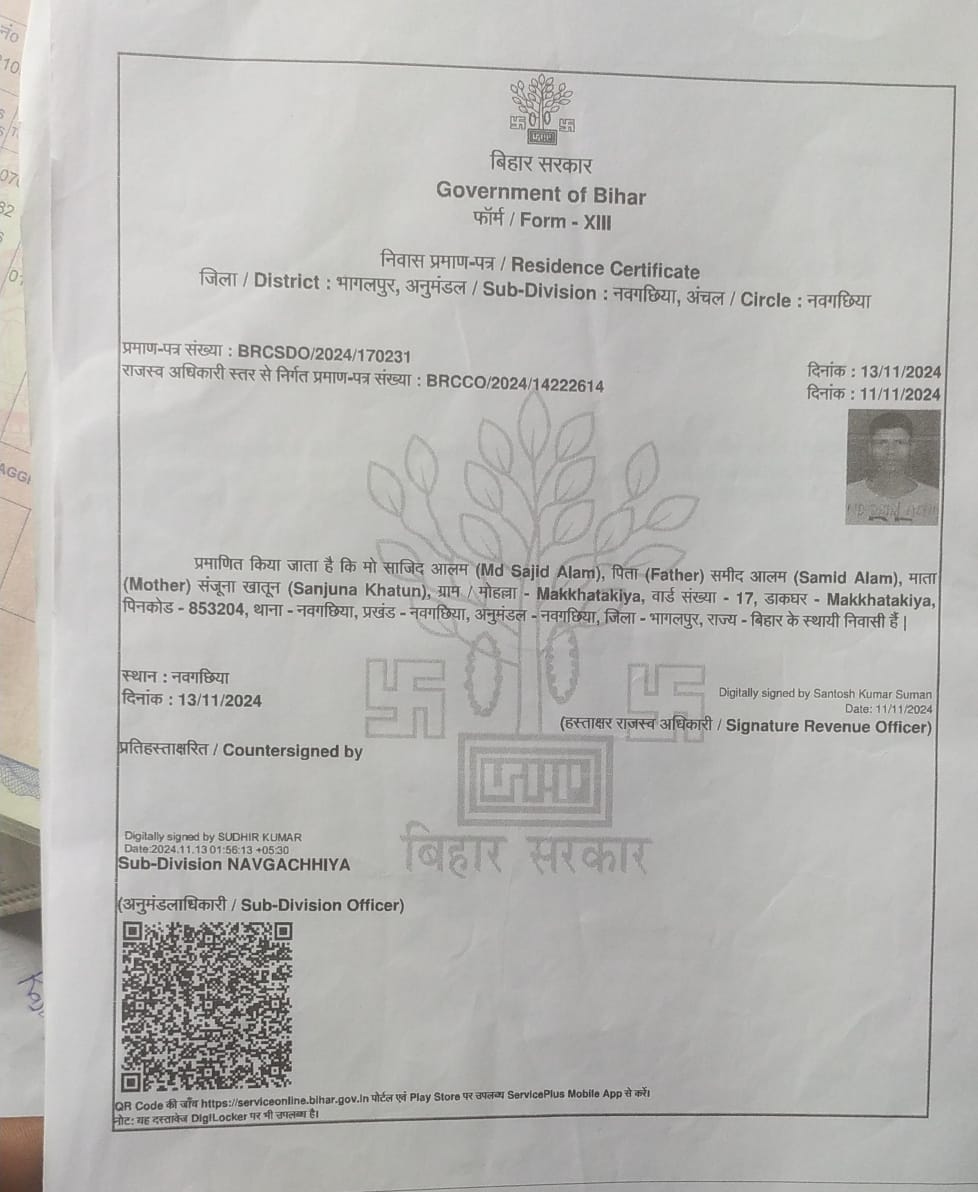 बिहार सरकार
Government of Bihar
फॉर्म / Form - XIII
निवास प्रमाण-पत्र / Residence Certificate
जिला / District : भागलपुर, अनुमंडल / Sub-Division : नवगछिया, अंचल / Circle : नवगछिया
प्रमाण-पत्र संख्या : BRCSDO/2024/170231
दिनांक : 13/11/2024
राजस्व अधिकारी स्तर से निर्गत प्रमाण-पत्र संख्या : BRCCO/2024/14222614
दिनांक : 11/11/2024
प्रमाणित किया जाता है कि मो साजिद आलम (Md Sajid Alam), पिता (Father) समीद आलम (Samid Alam), माता
(Mother) संजूना खातून (Sanjuna Khatun), ग्राम / मोहल्ला - Makkhatakiya, वार्ड संख्या - 17, डाकघर - Makkhatakiya,
पिनकोड - 853204, थाना - नवगछिया, प्रखंड - नवगछिया, अनुमंडल - नवगछिया, जिला - भागलपुर, राज्य - बिहार के स्थायी निवासी हैं |
स्थान : नवगछिया
दिनांक : 13/11/2024
Digitally signed by Santosh Kumar Suman
Date: 11/11/2024
(हस्ताक्षर राजस्व अधिकारी / Signature Revenue Officer)
प्रतिहस्ताक्षरित / Countersigned by
Digitally signed by SUDHIR KUMAR
Date:2024.11.13 01:56:13 +05:30
Sub-Division NAVGACHHIYA
बिहार सरकार
(अनुमंडलाधिकारी / Sub-Division Officer)
QR Code की जाँच https://serviceonline.bihar.gov.in पोर्टल एवं Play Store पर उपलब्ध ServicePlus Mobile App से करें।
नोट: यह दस्तावेज DigiLocker पर भी उपलब्ध है।